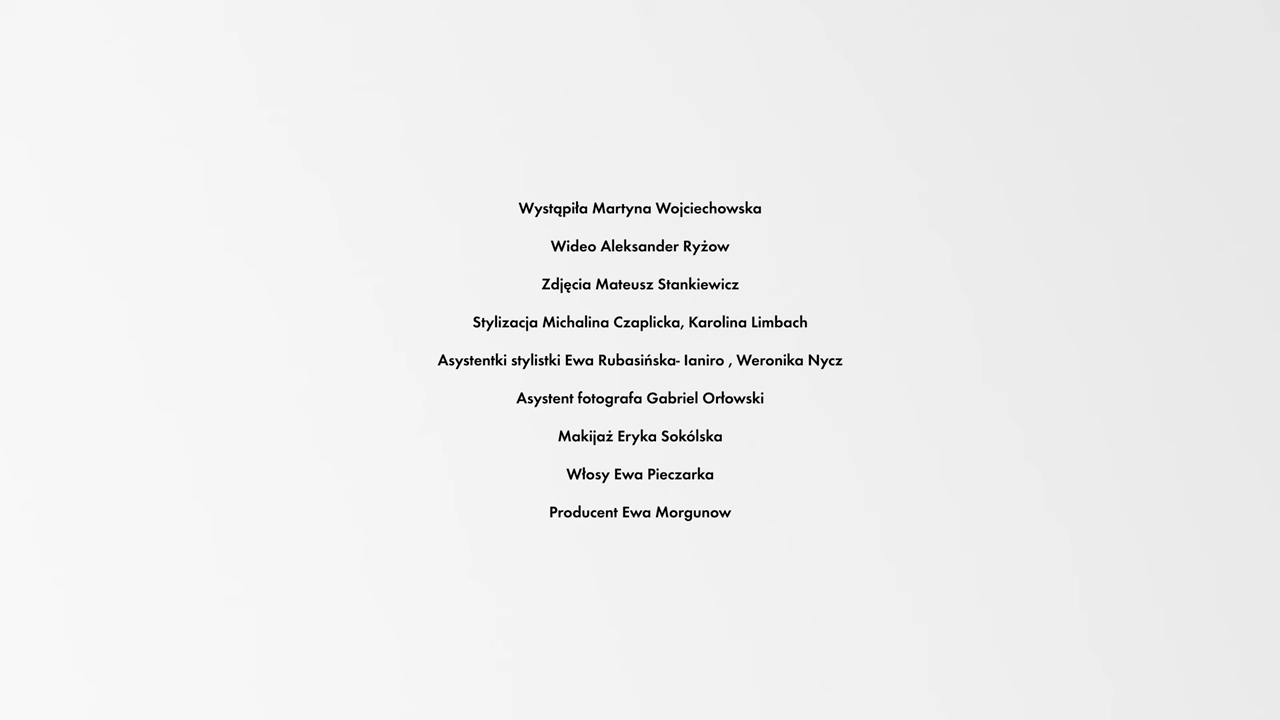 Wystąpiła Martyna Wojciechowska
Wideo Aleksander Ryżow
Zdjęcia Mateusz Stankiewicz
Stylizacja Michalina Czaplicka, Karolina Limbach
Asystentki stylistki Ewa Rubasińska- Ianiro , Weronika Nycz
Asystent fotografa Gabriel Orłowski
Makijaż Eryka Sokólska
Włosy Ewa Pieczarka
Producent Ewa Morgunow